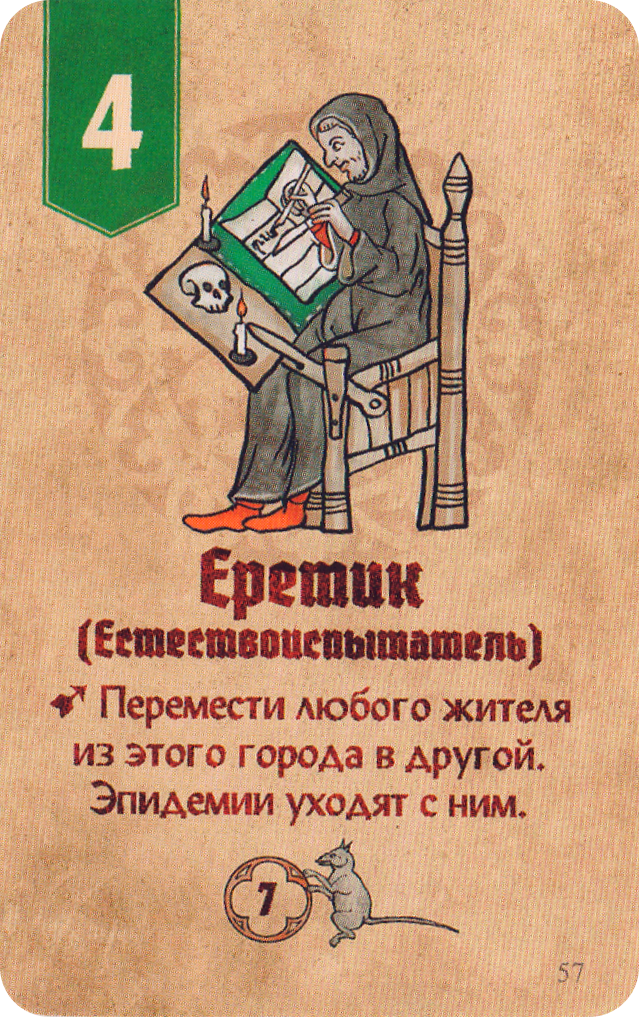 4
Еретик
(Естествоиспытатель)
Перемести любого жителя
из этого города в другой.
Эпидемии уходят с ним.
7
57